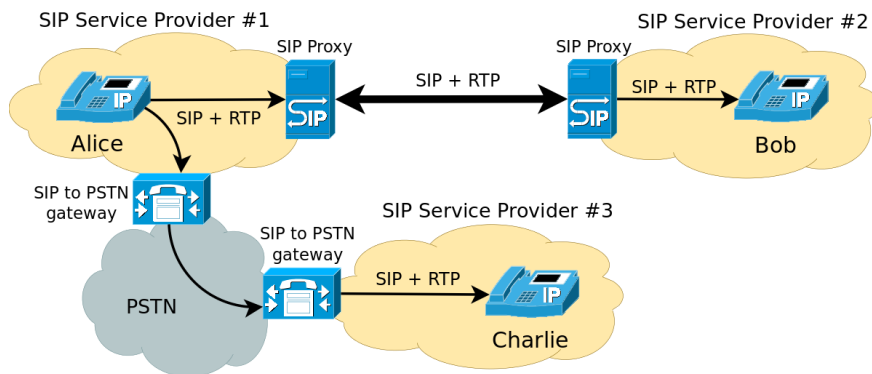 SIP Service Provider #1
SIP Service Provider #2
SIP Proxy
SIP Proxy
SIP + RTP
IP
SIP + RTP
SIP
SIP
SIP + RTP
IP
Alice
Bob
SIP to PSTN
gateway
SIP Service Provider #3
SIP to PSTN
gateway
SIP + RTP
IP
PSTN
Charlie